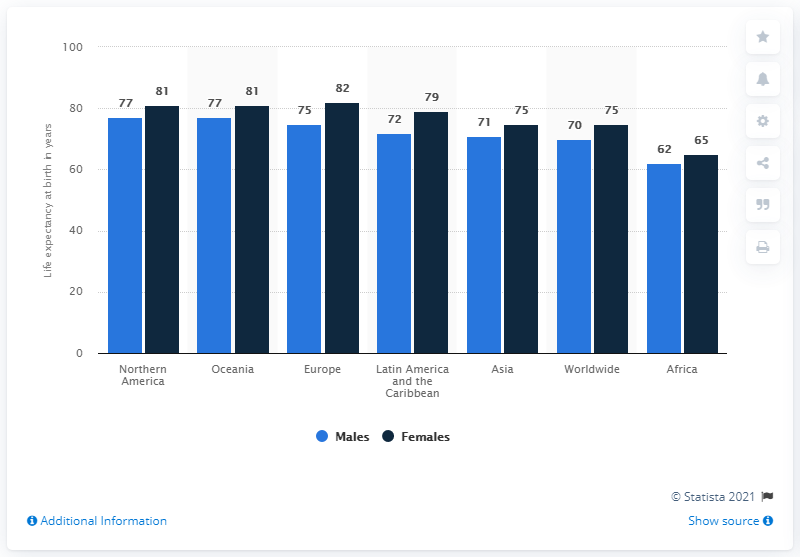 100
80
60
40
20
0
Life expectancy at birth in years
77 81 77 81 75 82 72 79 71 75 70 75 62 65
Northern America
Oceania
Europe
Latin America and the Caribbean
Asia
Worldwide
Africa
Males Females
© Statista 2021
Additional Information
Show source